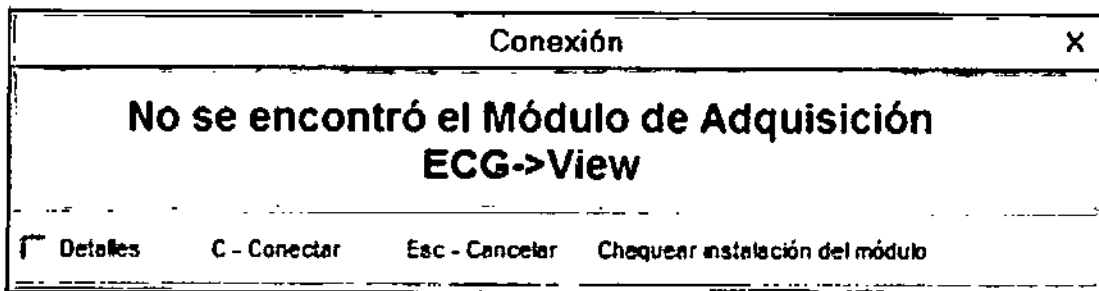 Conexión X
No se encontró el Módulo de Adquisición
ECG->View
Detalles C - Conectar Esc - Cancelar Chequear instalación del módulo